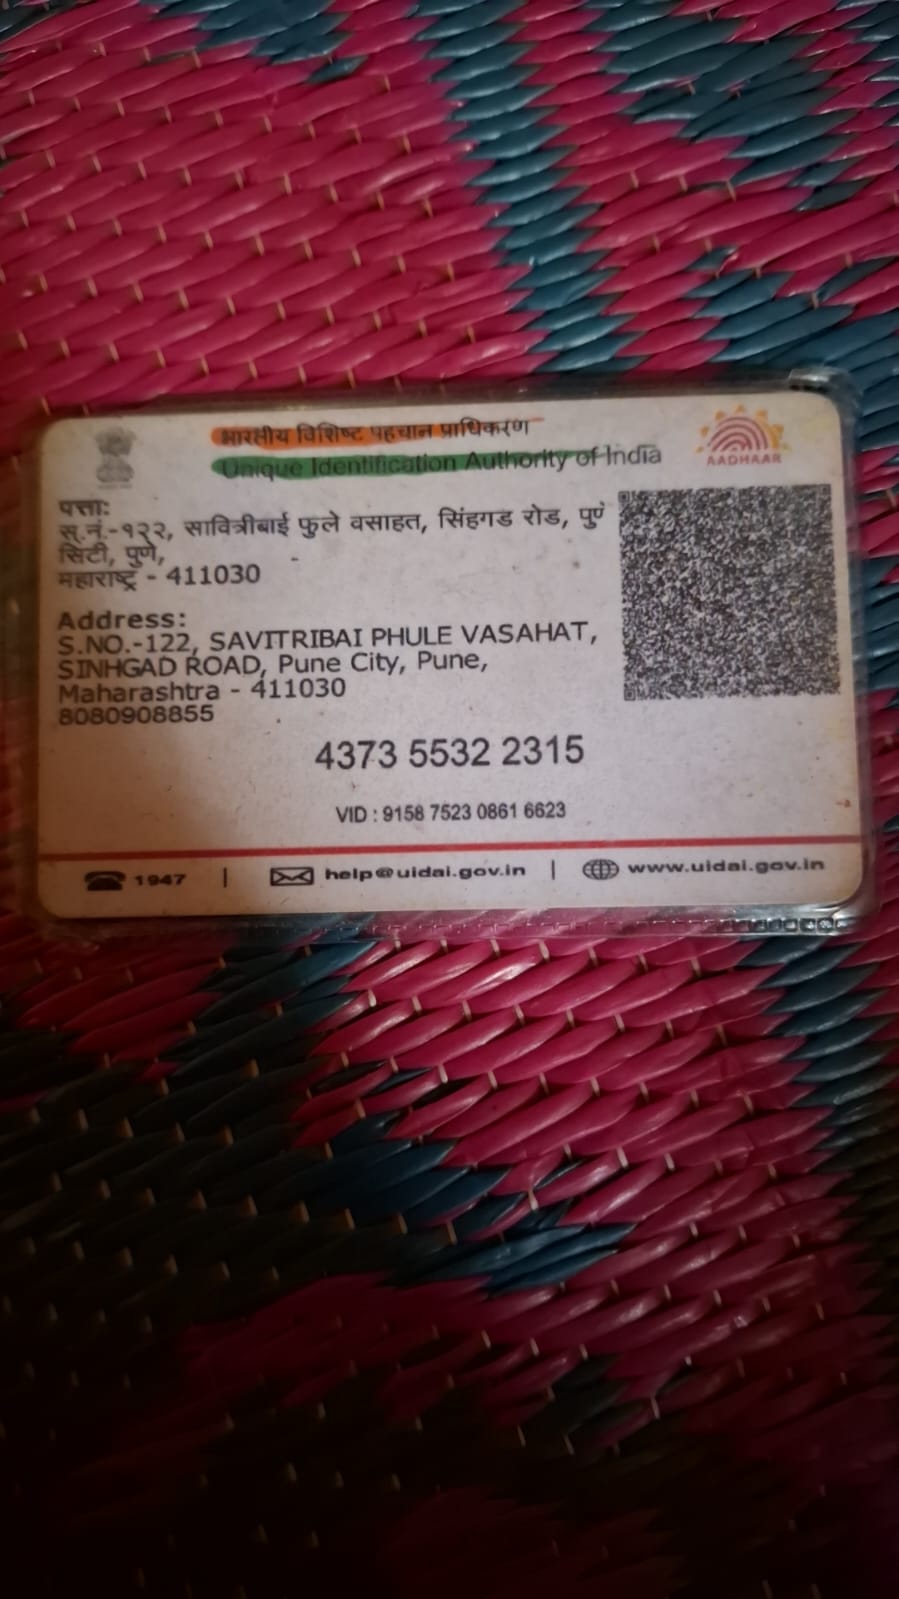 भारतीय विशिष्ट पहचान प्राधिकरण
Unique Identification Authority of India
AADHAAR
पत्ता:
स.नं.-१२२, सावित्रीबाई फुले वसाहत, सिंहगड रोड, पुणे
सिटी, पुणे,
महाराष्ट्र - 411030
Address:
S.NO.-122, SAVITRIBAI PHULE VASAHAT,
SINHGAD ROAD, Pune City, Pune,
Maharashtra - 411030
8080908855
4373 5532 2315
VID : 9158 7523 0861 6623
1947 | help@uidai.gov.in | www.uidai.gov.in